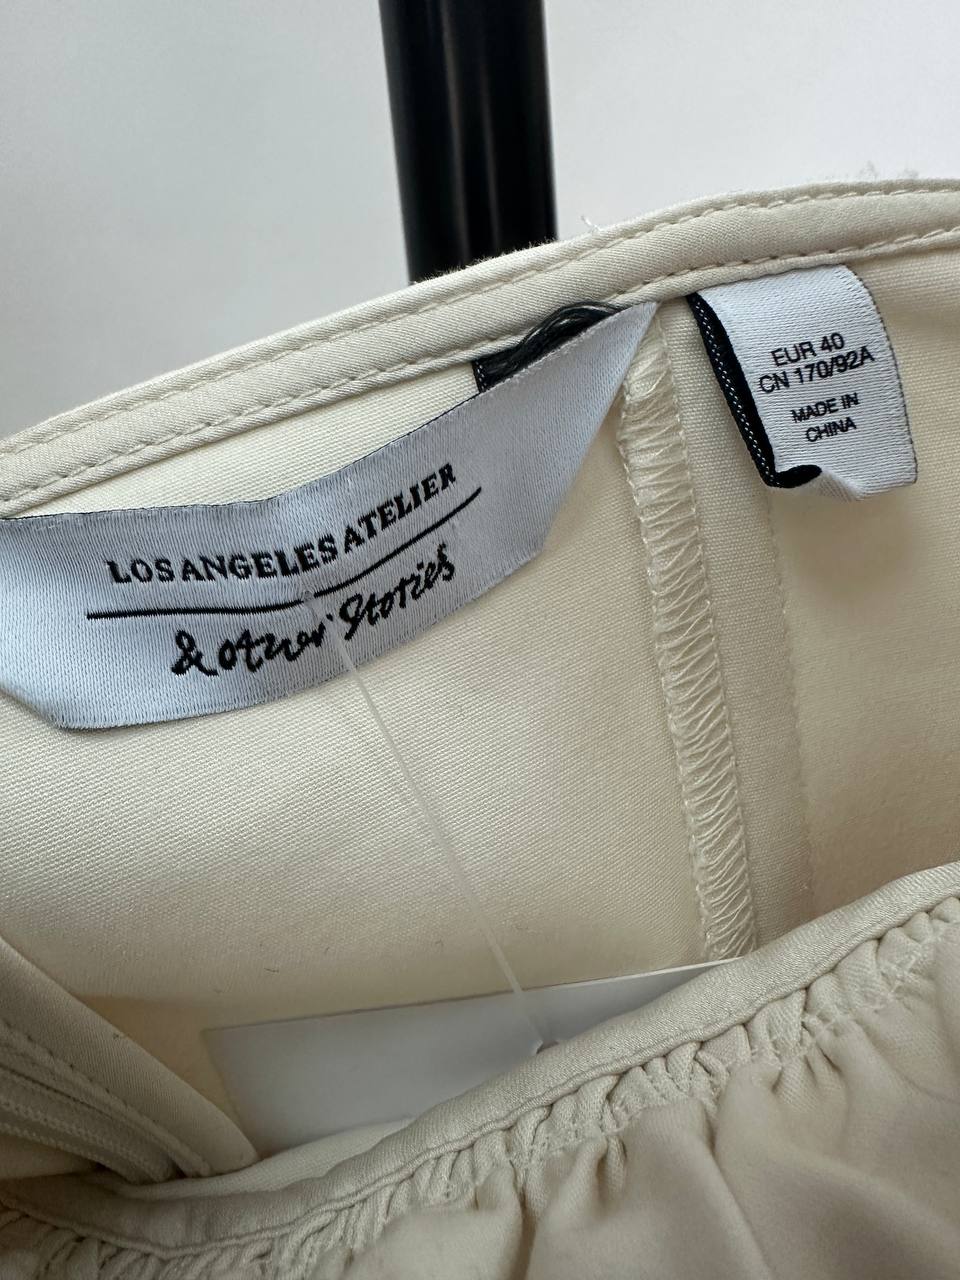 LOS ANGELES ATELIER
& Other Stories
EUR 40
CN 170/92A
MADE IN
CHINA